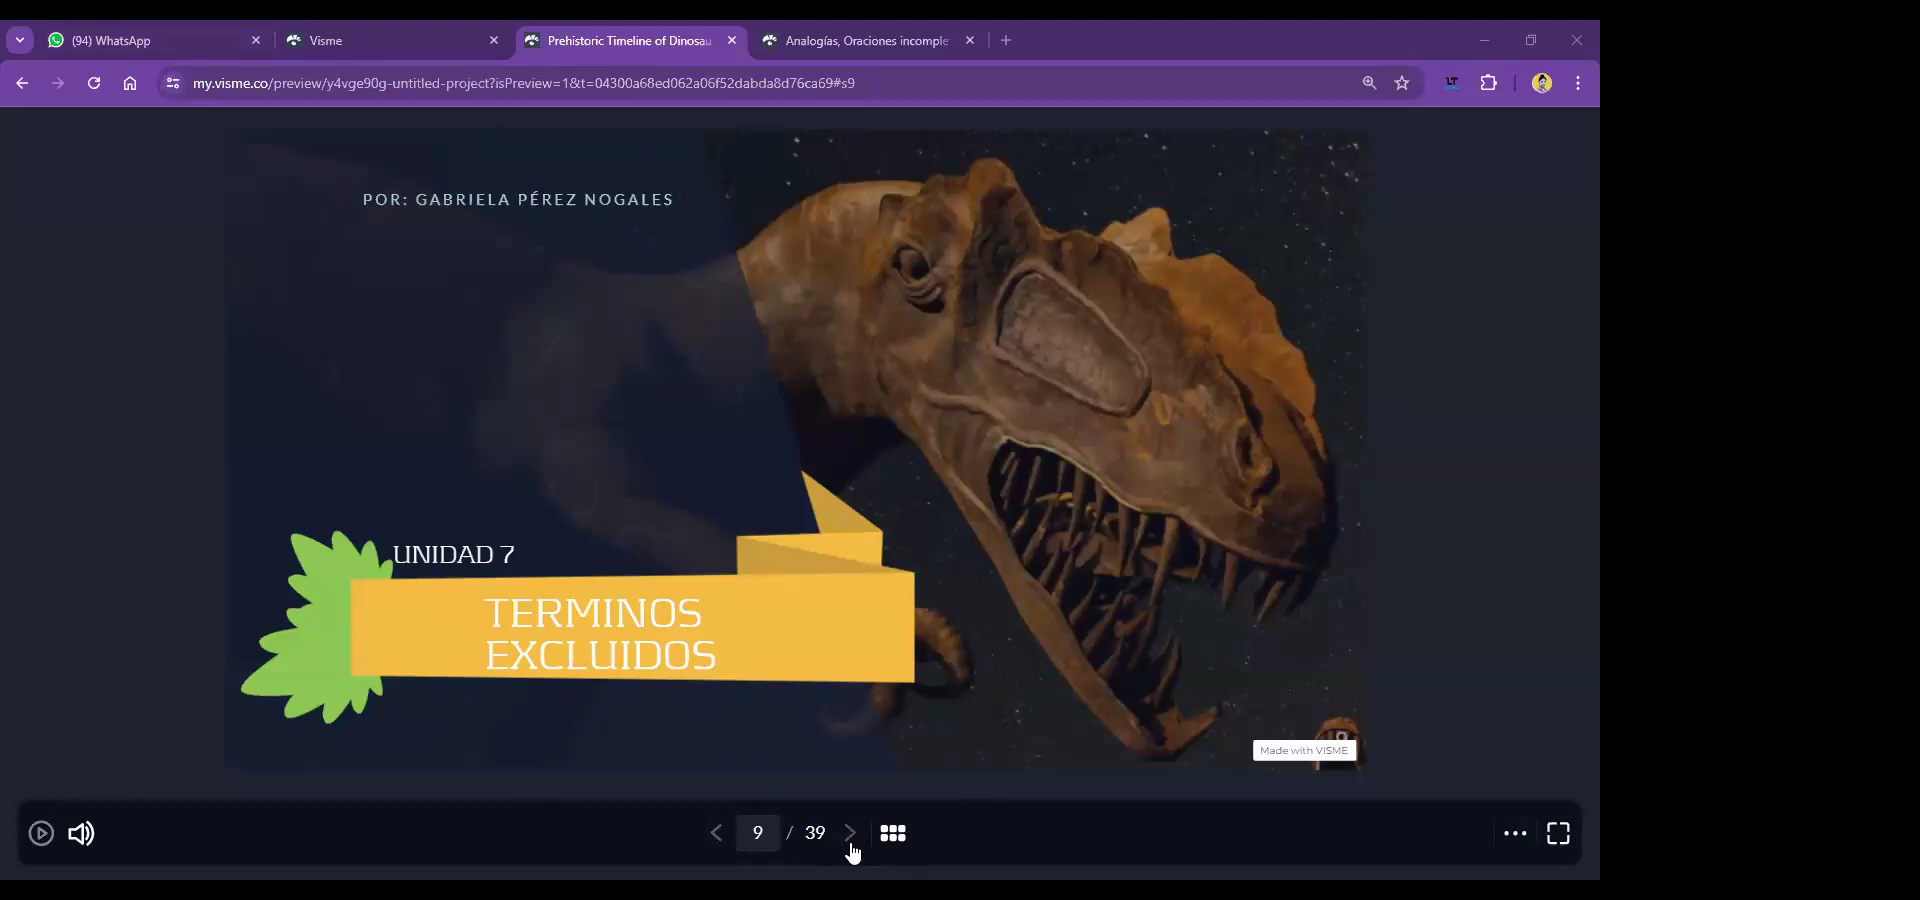 (94) WhatsApp
Visme
Prehistoric Timeline of Dinosau
Analogías, Oraciones incomple
my.visme.co/preview/y4vge90g-untitled-project?isPreview=1&t=04300a68ed062a06f52dabda8d76ca69#s9
LT
POR: GABRIELA PÉREZ NOGALES
UNIDAD 7
TERMINOS
EXCLUIDOS
Made with VISME
9 / 39